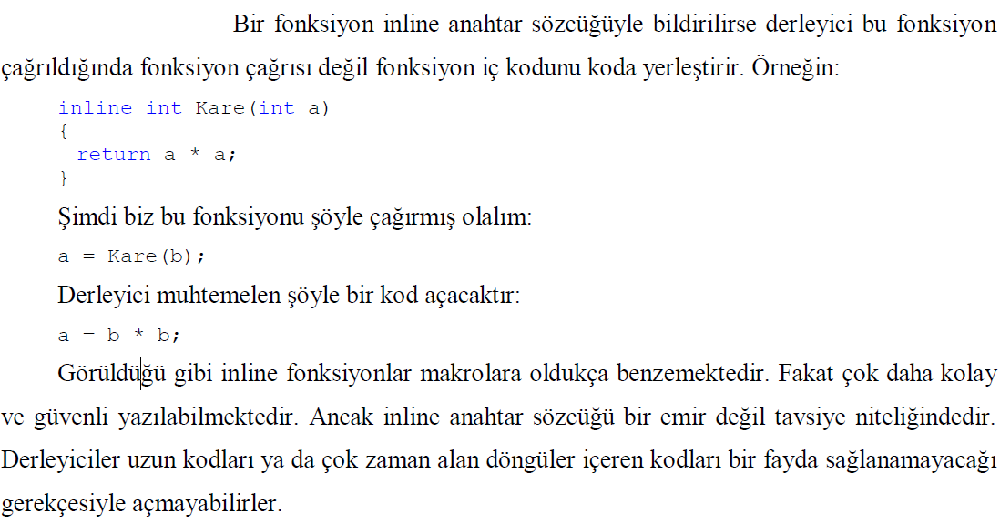 Bir fonksiyon inline anahtar sözcüğüyle bildirilirse derleyici bu fonksiyon
çağrıldığında fonksiyon çağrısı değil fonksiyon iç kodunu koda yerleştirir. Örneğin:
inline int Kare(int a)
{
return a * a;
}
Şimdi biz bu fonksiyonu şöyle çağırmış olalım:
a = Kare(b);
Derleyici muhtemelen şöyle bir kod açacaktır:
a = b * b;
Görüldüğü gibi inline fonksiyonlar makrolara oldukça benzemektedir. Fakat çok daha kolay
ve güvenli yazılabilmektedir. Ancak inline anahtar sözcüğü bir emir değil tavsiye niteliğindedir.
Derleyiciler uzun kodları ya da çok zaman alan döngüler içeren kodları bir fayda sağlanamayacağı
gerekçesiyle açmayabilirler.